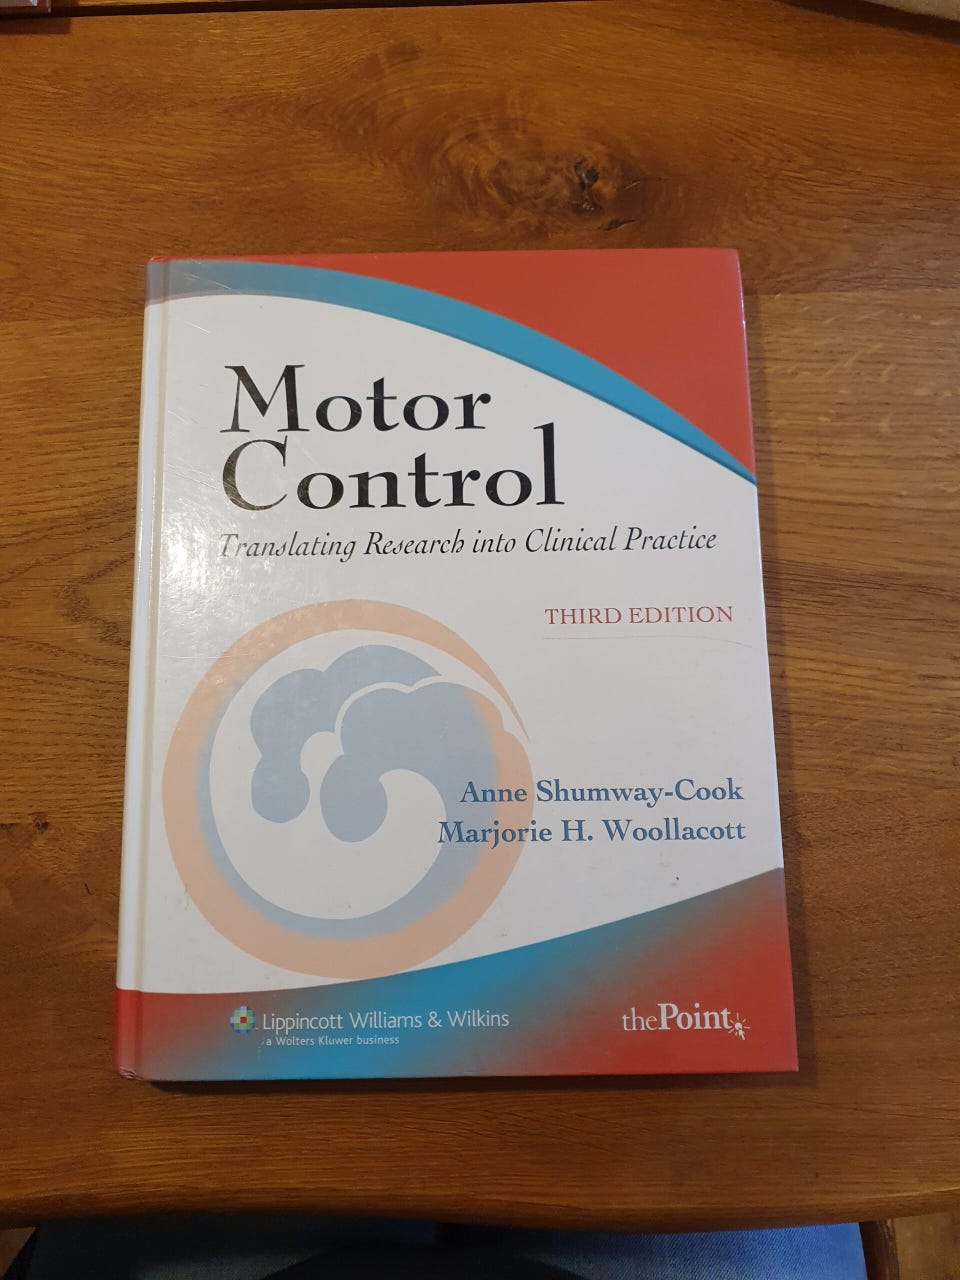 Motor
Control
Translating Research into Clinical Practice
THIRD EDITION
Anne Shumway-Cook
Marjorie H. Woollacott
Lippincott Williams & Wilkins
a Wolters Kluwer business
thePoint